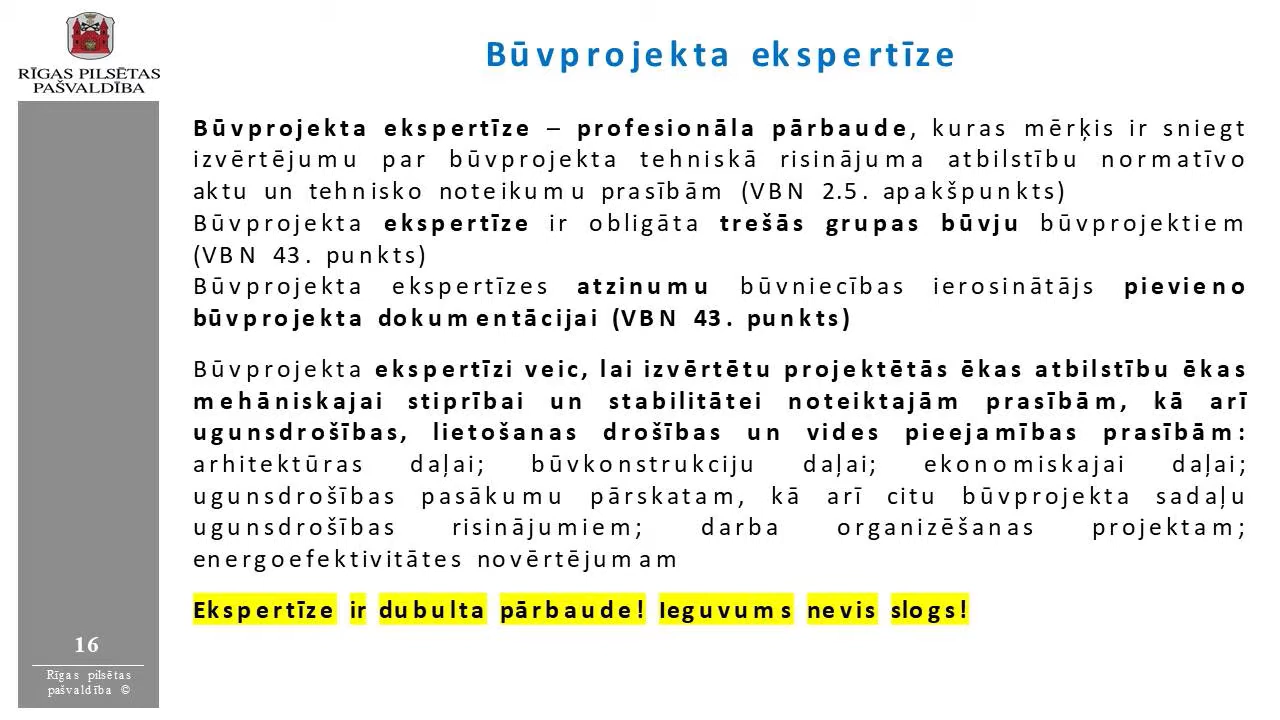 RĪGAS PILSĒTAS
PAŠVALDĪBA
Būvprojekta ekspertīze
Būvprojekta ekspertīze – profesionāla pārbaude, kuras mērķis ir sniegt
izvērtējumu par būvprojekta tehniskā risinājuma atbilstību normatīvo
aktu un tehnisko noteikumu prasībām (VBN 2.5. apakšpunkts)
Būvprojekta ekspertīze ir obligāta trešās grupas būvju būvprojektiem
(VBN 43. punkts)
Būvprojekta ekspertīzes atzinumu būvniecības ierosinātājs pievieno
būvprojekta dokumentācijai (VBN 43. punkts)
Būvprojekta ekspertīzi veic, lai izvērtētu projektētās ēkas atbilstību ēkas
mehāniskajai stiprībai un stabilitātei noteiktajām prasībām, kā arī
ugunsdrošības, lietošanas drošības un vides pieejamības prasībām:
arhitektūras daļai; būvkonstrukciju daļai; ekonomiskajai daļai;
ugunsdrošības pasākumu pārskatam, kā arī citu būvprojekta sadaļu
ugunsdrošības risinājumiem; darba organizēšanas projektam;
energoefektivitātes novērtējumam
Ekspertīze ir dubulta pārbaude! Ieguvums nevis slogs!
16
Rīgas pilsētas
pašvaldība ©